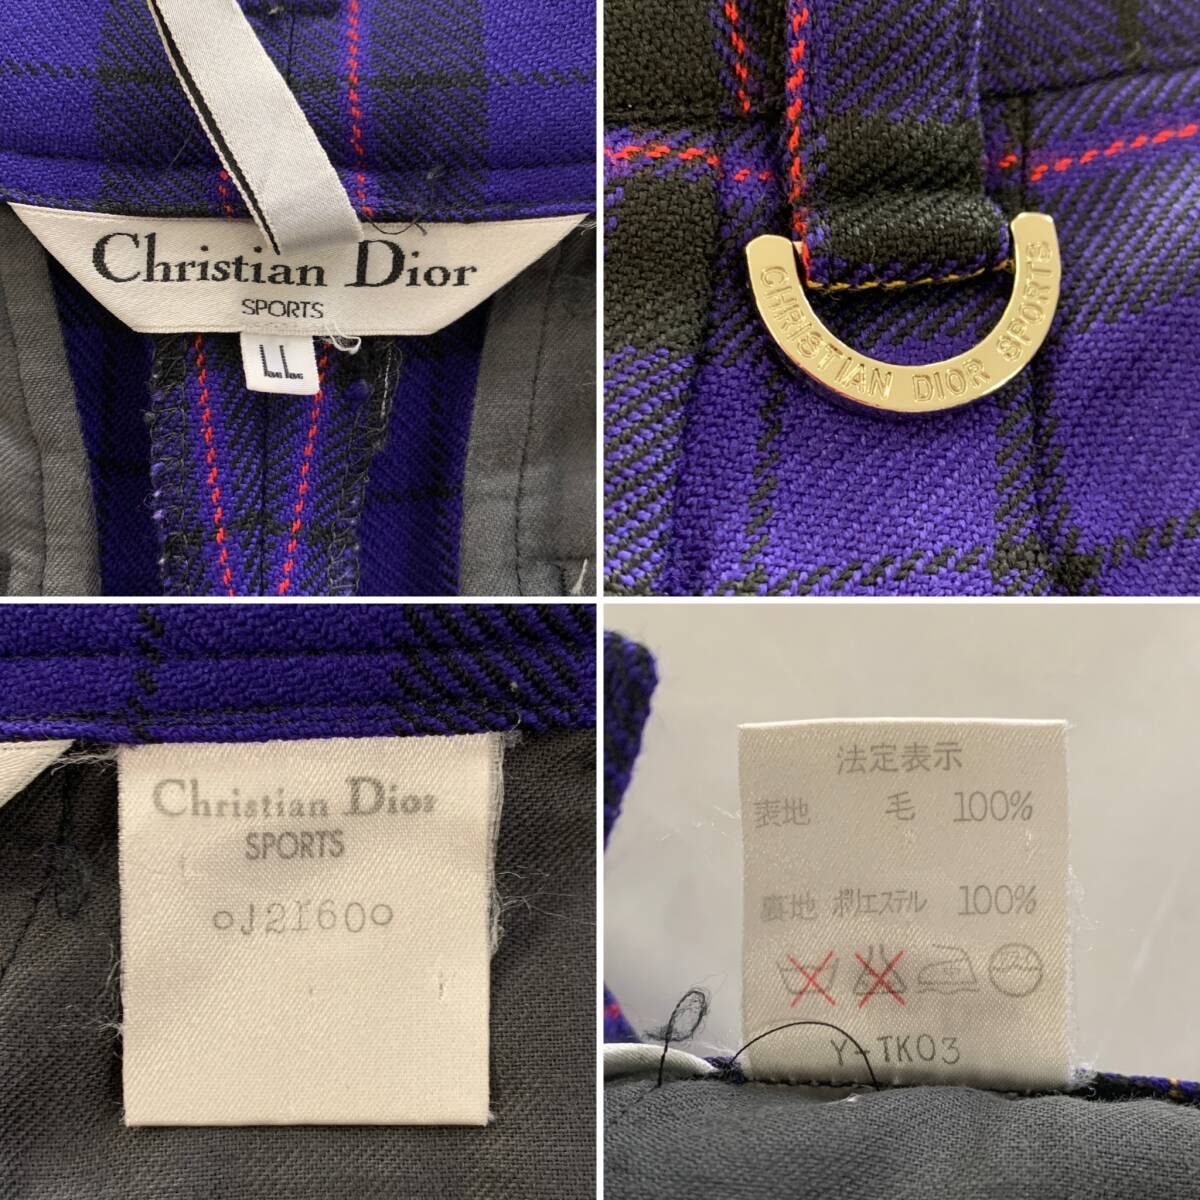 Christian Dior
SPORTS
LL
CHRISTIAN DIOR SPORTS
Christian Dior
SPORTS
oJ2160o
法定表示
表地 毛 100%
裏地 ポリエステル 100%
Y-TK03